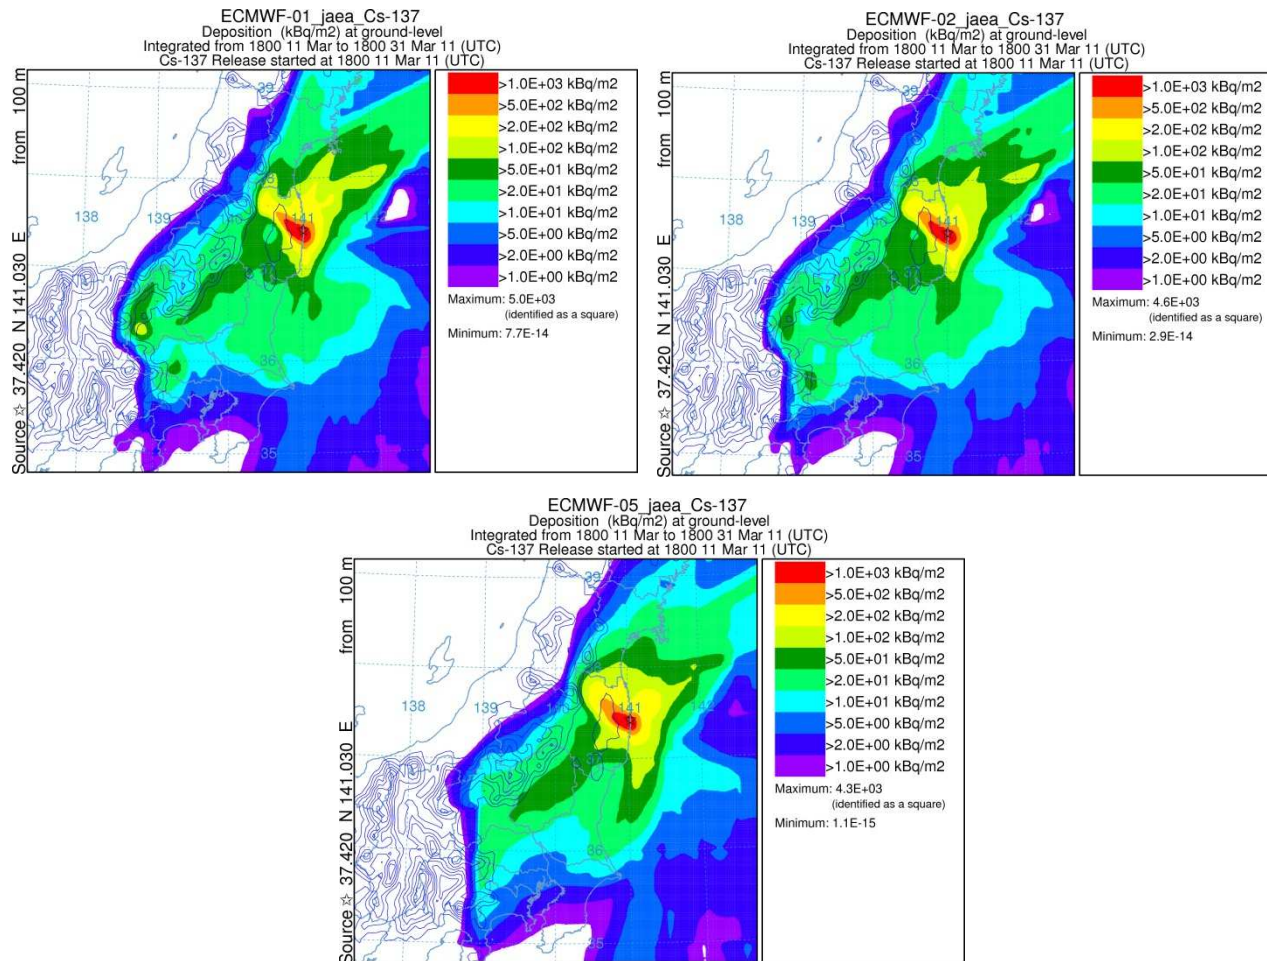 ECMWF-01_jaea_Cs-137
Deposition (kBq/m2) at ground-level
Integrated from 1800 11 Mar to 1800 31 Mar 11 (UTC)
Cs-137 Release started at 1800 11 Mar 11 (UTC)
Source ☆ 37.420 N 141.030 E from 100 m
39
138
139
141
36
35
>1.0E+03 kBq/m2
>5.0E+02 kBq/m2
>2.0E+02 kBq/m2
>1.0E+02 kBq/m2
>5.0E+01 kBq/m2
>2.0E+01 kBq/m2
>1.0E+01 kBq/m2
>5.0E+00 kBq/m2
>2.0E+00 kBq/m2
>1.0E+00 kBq/m2
Maximum: 5.0E+03
(identified as a square)
Minimum: 7.7E-14
ECMWF-02_jaea_Cs-137
Deposition (kBq/m2) at ground-level
Integrated from 1800 11 Mar to 1800 31 Mar 11 (UTC)
Cs-137 Release started at 1800 11 Mar 11 (UTC)
Source ☆ 37.420 N 141.030 E from 100 m
39
138
139
141
36
35
>1.0E+03 kBq/m2
>5.0E+02 kBq/m2
>2.0E+02 kBq/m2
>1.0E+02 kBq/m2
>5.0E+01 kBq/m2
>2.0E+01 kBq/m2
>1.0E+01 kBq/m2
>5.0E+00 kBq/m2
>2.0E+00 kBq/m2
>1.0E+00 kBq/m2
Maximum: 4.6E+03
(identified as a square)
Minimum: 2.9E-14
ECMWF-05_jaea_Cs-137
Deposition (kBq/m2) at ground-level
Integrated from 1800 11 Mar to 1800 31 Mar 11 (UTC)
Cs-137 Release started at 1800 11 Mar 11 (UTC)
Source ☆ 37.420 N 141.030 E from 100 m
39
138
139
141
36
35
>1.0E+03 kBq/m2
>5.0E+02 kBq/m2
>2.0E+02 kBq/m2
>1.0E+02 kBq/m2
>5.0E+01 kBq/m2
>2.0E+01 kBq/m2
>1.0E+01 kBq/m2
>5.0E+00 kBq/m2
>2.0E+00 kBq/m2
>1.0E+00 kBq/m2
Maximum: 4.3E+03
(identified as a square)
Minimum: 1.1E-15